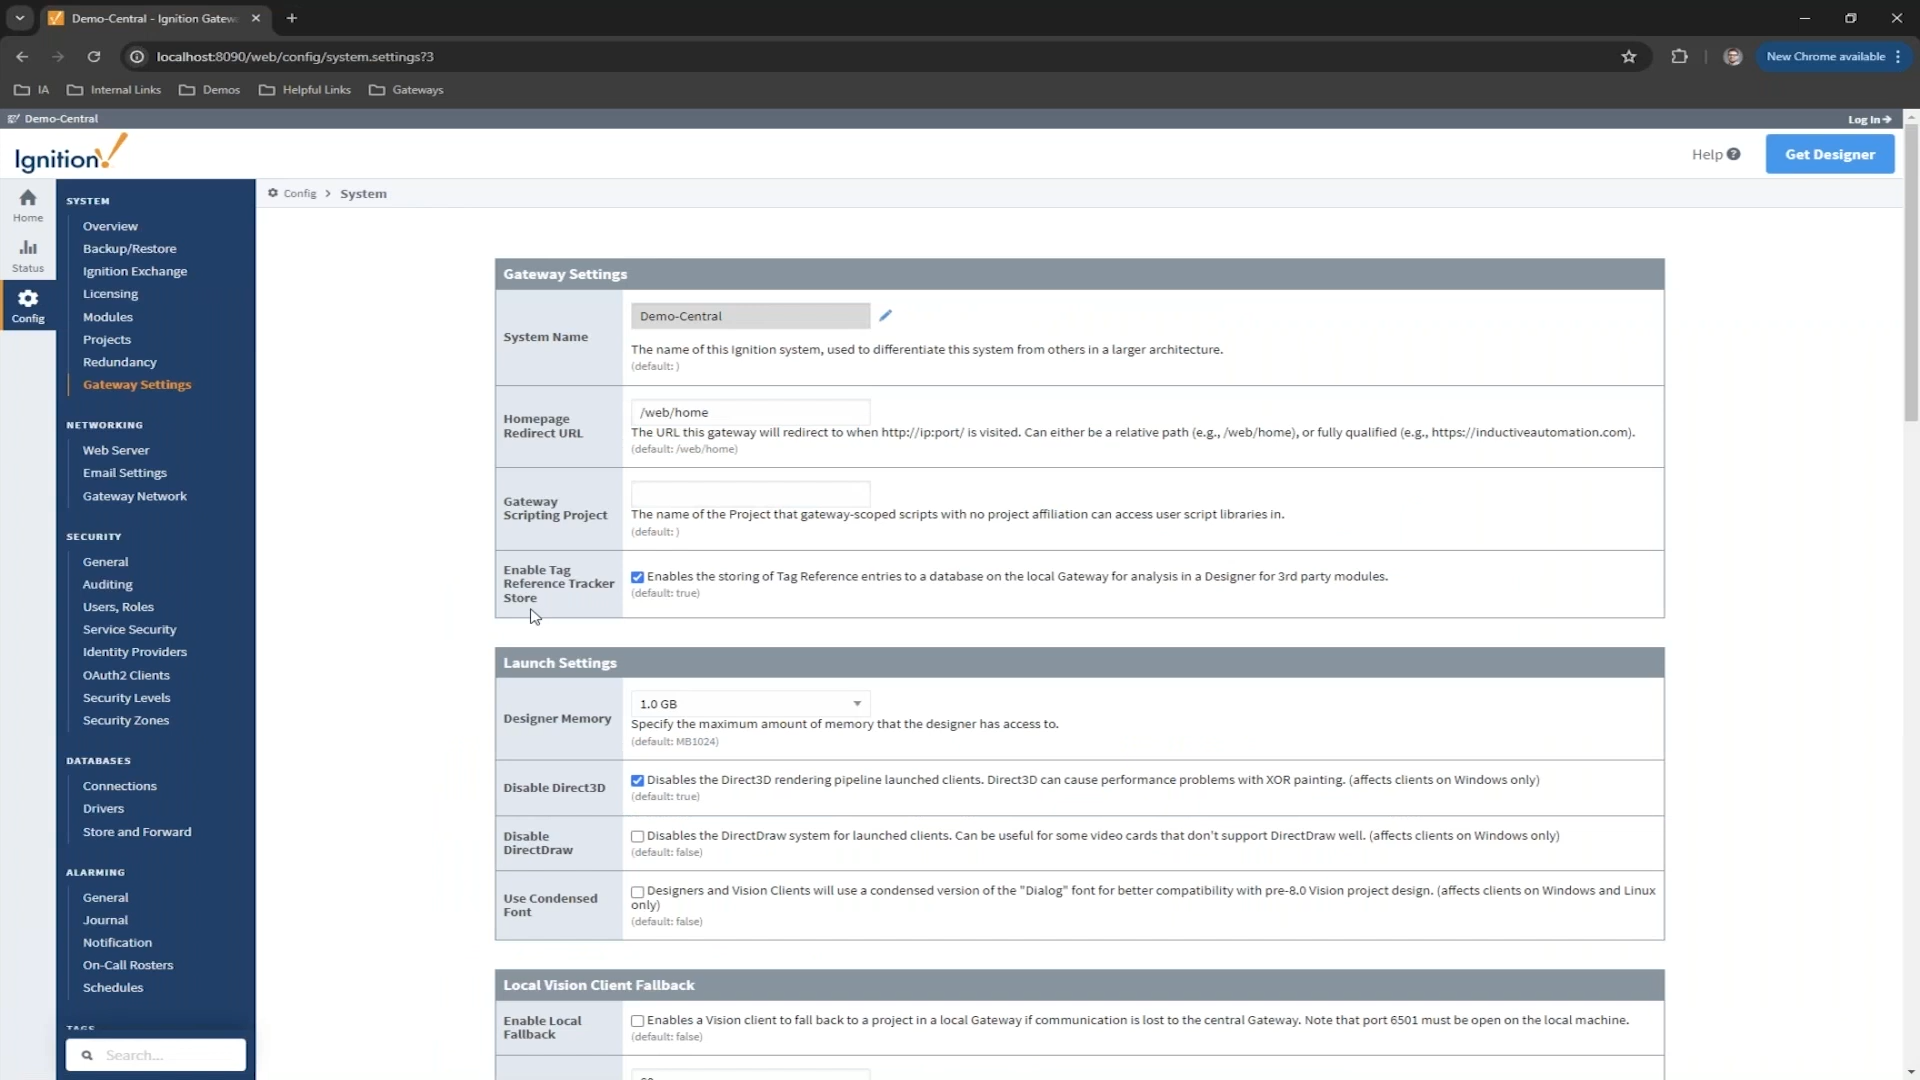 Demo-Central - Ignition Gatew
localhost:8090/web/config/system.settings?3
New Chrome available
IA
Internal Links
Demos
Helpful Links
Gateways
Demo-Central
Log In
Ignition!
Help
Get Designer
Home
Status
Config
SYSTEM
Overview
Backup/Restore
Ignition Exchange
Licensing
Modules
Projects
Redundancy
Gateway Settings
NETWORKING
Web Server
Email Settings
Gateway Network
SECURITY
General
Auditing
Users, Roles
Service Security
Identity Providers
OAuth2 Clients
Security Levels
Security Zones
DATABASES
Connections
Drivers
Store and Forward
ALARMING
General
Journal
Notification
On-Call Rosters
Schedules
TAGS
Search...
Config > System
Gateway Settings
System Name
Demo-Central
The name of this Ignition system, used to differentiate this system from others in a larger architecture.
(default: )
Homepage
Redirect URL
/web/home
The URL this gateway will redirect to when http://ip:port/ is visited. Can either be a relative path (e.g., /web/home), or fully qualified (e.g., https://inductiveautomation.com).
(default: /web/home)
Gateway
Scripting Project
The name of the Project that gateway-scoped scripts with no project affiliation can access user script libraries in.
(default: )
Enable Tag
Reference Tracker
Store
Enables the storing of Tag Reference entries to a database on the local Gateway for analysis in a Designer for 3rd party modules.
(default: true)
Launch Settings
Designer Memory
1.0 GB
Specify the maximum amount of memory that the designer has access to.
(default: MB1024)
Disable Direct3D
Disables the Direct3D rendering pipeline launched clients. Direct3D can cause performance problems with XOR painting. (affects clients on Windows only)
(default: true)
Disable
DirectDraw
Disables the DirectDraw system for launched clients. Can be useful for some video cards that don't support DirectDraw well. (affects clients on Windows only)
(default: false)
Use Condensed
Font
Designers and Vision Clients will use a condensed version of the "Dialog" font for better compatibility with pre-8.0 Vision project design. (affects clients on Windows and Linux
only)
(default: false)
Local Vision Client Fallback
Enable Local
Fallback
Enables a Vision client to fall back to a project in a local Gateway if communication is lost to the central Gateway. Note that port 6501 must be open on the local machine.
(default: false)